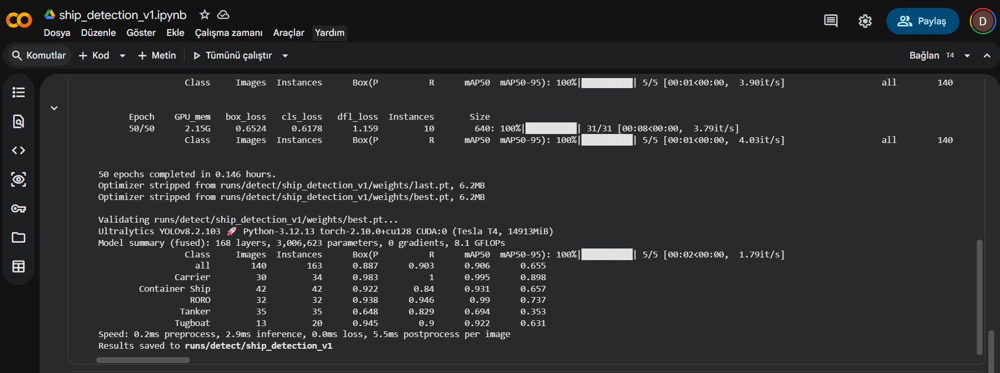 ship_detection_v1.ipynb
Dosya Düzenle Göster Ekle Çalışma zamanı Araçlar Yardım
Paylaş
D
Komutlar + Kod + Metin Tümünü çalıştır
Bağlan T4
Class Images Instances Box(P R mAP50 mAP50-95): 100%|██████████| 5/5 [00:01<00:00, 3.90it/s] all 140
Epoch GPU_mem box_loss cls_loss dfl_loss Instances Size
50/50 2.15G 0.6524 0.6178 1.159 10 640: 100%|██████████| 31/31 [00:08<00:00, 3.79it/s]
Class Images Instances Box(P R mAP50 mAP50-95): 100%|██████████| 5/5 [00:01<00:00, 4.03it/s] all 140
50 epochs completed in 0.146 hours.
Optimizer stripped from runs/detect/ship_detection_v1/weights/last.pt, 6.2MB
Optimizer stripped from runs/detect/ship_detection_v1/weights/best.pt, 6.2MB
Validating runs/detect/ship_detection_v1/weights/best.pt...
Ultralytics YOLOv8.2.103 🚀 Python-3.12.13 torch-2.10.0+cu128 CUDA:0 (Tesla T4, 14913MiB)
Model summary (fused): 168 layers, 3,006,623 parameters, 0 gradients, 8.1 GFLOPs
Class Images Instances Box(P R mAP50 mAP50-95): 100%|██████████| 5/5 [00:02<00:00, 1.79it/s]
all 140 163 0.887 0.903 0.906 0.655
Carrier 30 34 0.983 1 0.995 0.898
Container Ship 42 42 0.922 0.84 0.931 0.657
RORO 32 32 0.938 0.946 0.99 0.737
Tanker 35 35 0.648 0.829 0.694 0.353
Tugboat 13 20 0.945 0.9 0.922 0.631
Speed: 0.2ms preprocess, 2.9ms inference, 0.0ms loss, 5.5ms postprocess per image
Results saved to runs/detect/ship_detection_v1